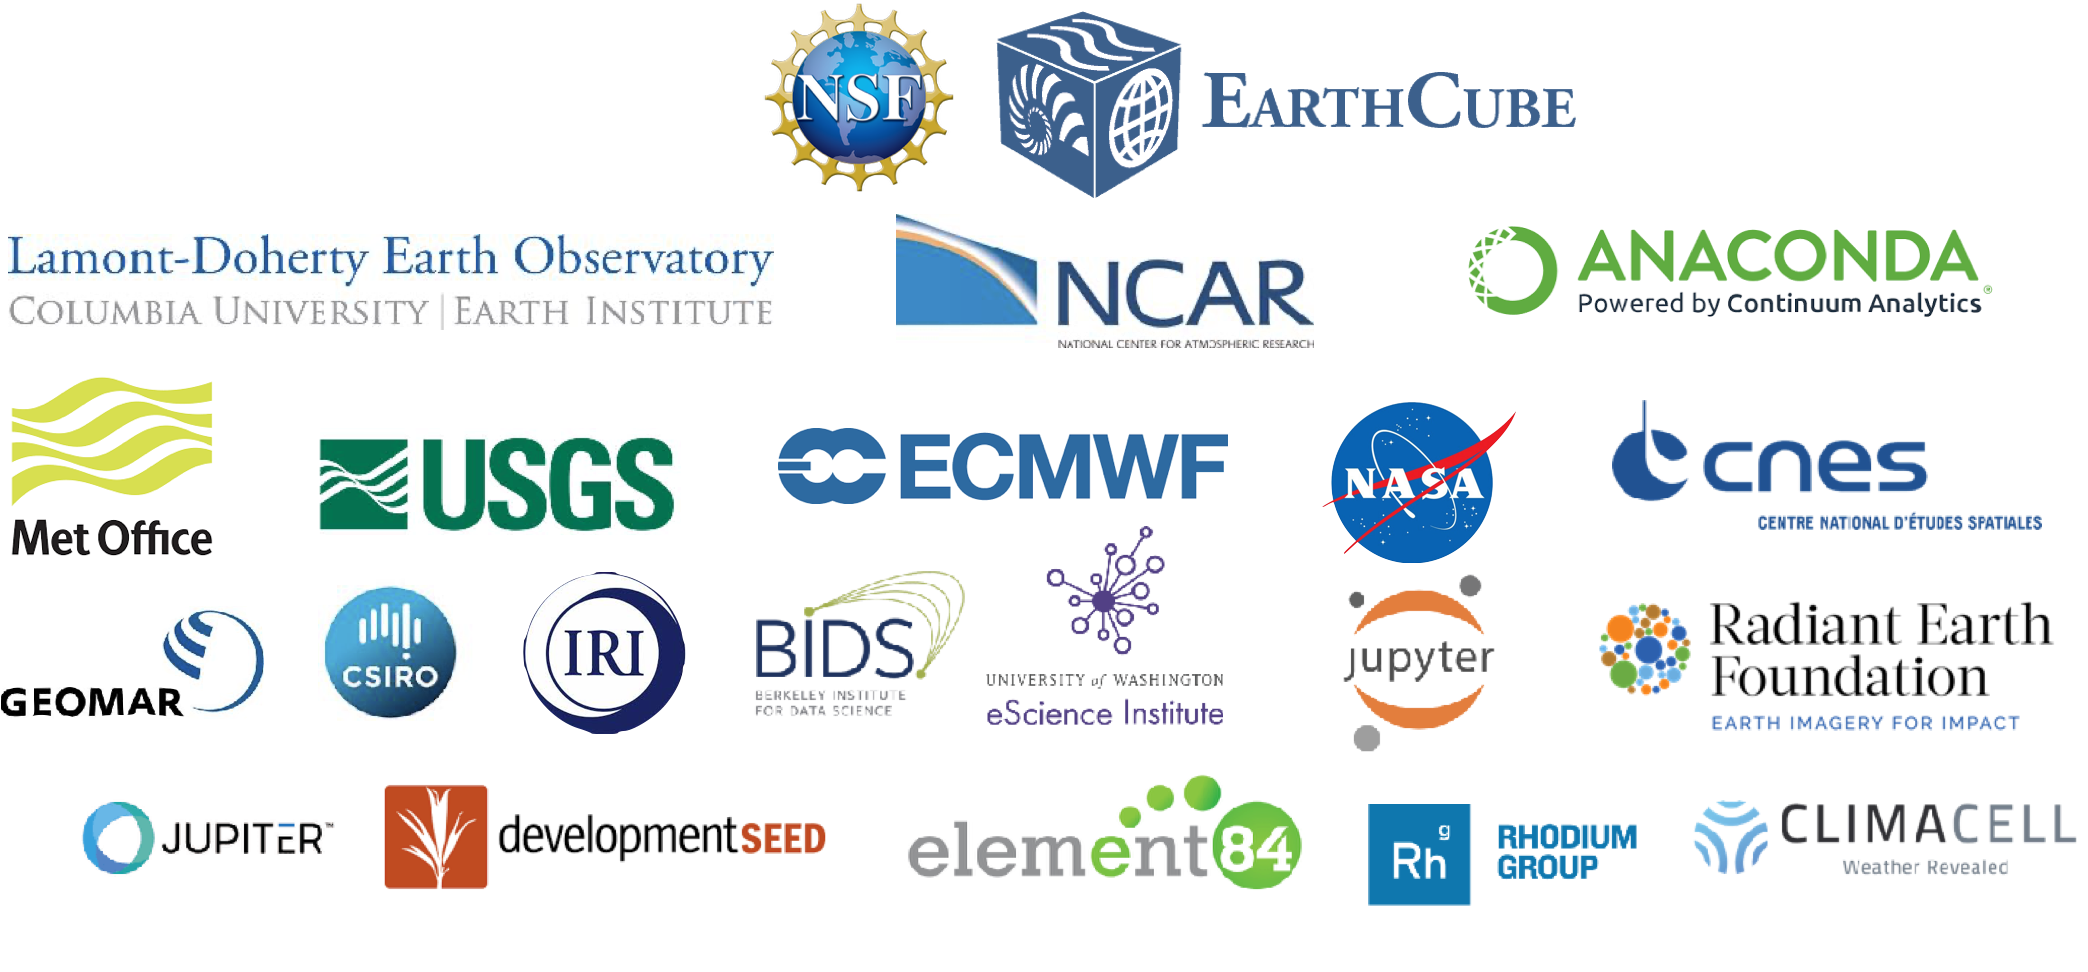 NSF
EARTHCUBE
Lamont-Doherty Earth Observatory
COLUMBIA UNIVERSITY | EARTH INSTITUTE
NCAR
NATIONAL CENTER FOR ATMOSPHERIC RESEARCH
ANACONDA
Powered by Continuum Analytics®
Met Office
USGS
ECMWF
NASA
cnes
CENTRE NATIONAL D'ÉTUDES SPATIALES
GEOMAR
CSIRO
IRI
BIDS
BERKELEY INSTITUTE
FOR DATA SCIENCE
UNIVERSITY of WASHINGTON
eScience Institute
jupyter
Radiant Earth
Foundation
EARTH IMAGERY FOR IMPACT
JUPITER™
developmentSEED
element84
Rh g
RHODIUM
GROUP
CLIMACELL
Weather Revealed